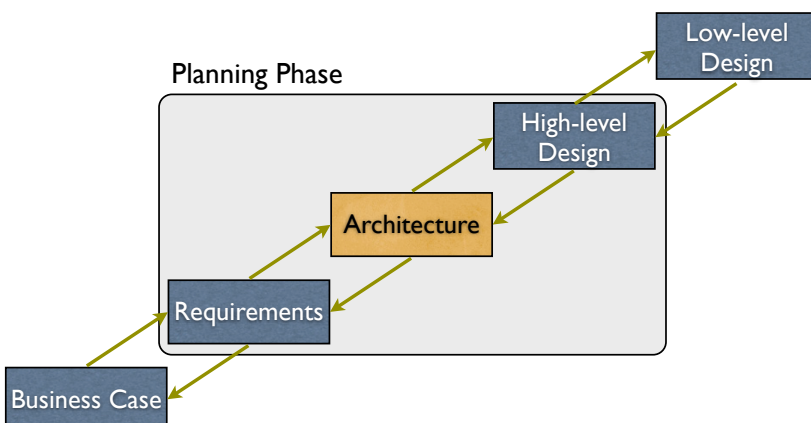 Low-level
Design
Planning Phase
High-level
Design
Architecture
Requirements
Business Case